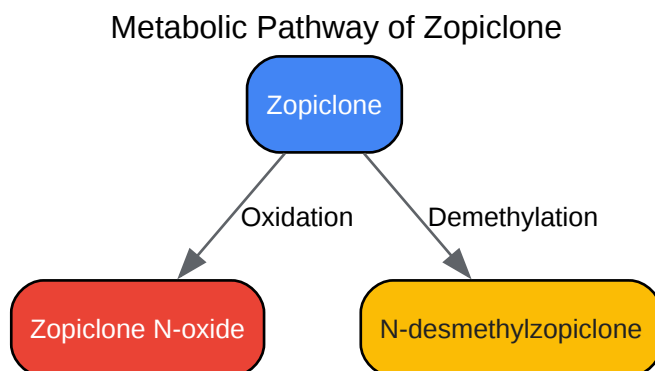 Metabolic Pathway of Zopiclone
Zopiclone
Oxidation
Demethylation
Zopiclone N-oxide
N-desmethylzopiclone